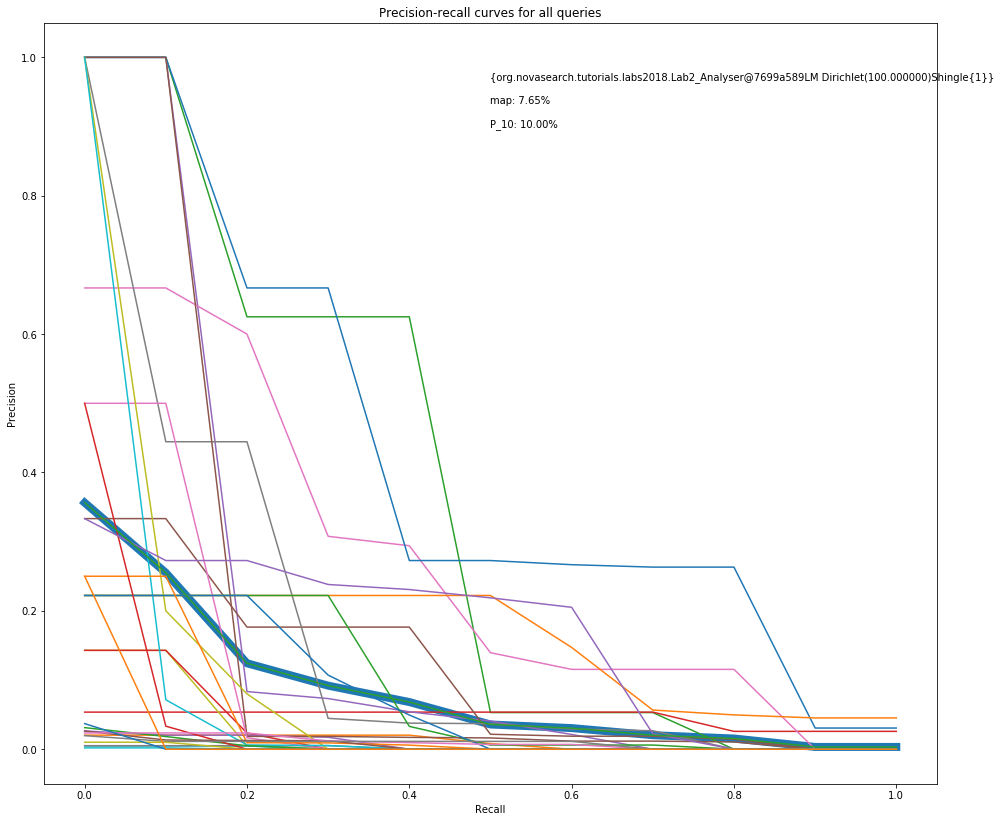 Precision-recall curves for all queries
{org.novasearch.tutorials.labs2018.Lab2_Analyser@7699a589LM Dirichlet(100.000000)Shingle{1}}
map: 7.65%
P_10: 10.00%
1.0
0.8
0.6
0.4
0.2
0.0
Precision
0.0 0.2 0.4 0.6 0.8 1.0
Recall